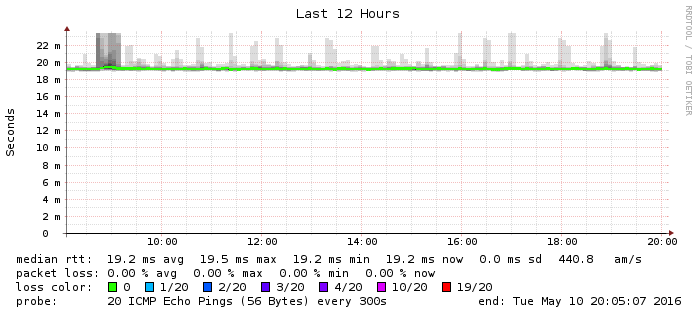 Last 12 Hours
RRDTOOL / TOBI OETIKER
Seconds
22 m
20 m
18 m
16 m
14 m
12 m
10 m
8 m
6 m
4 m
2 m
0
10:00 12:00 14:00 16:00 18:00 20:00
median rtt: 19.2 ms avg 19.5 ms max 19.2 ms min 19.2 ms now 0.0 ms sd 440.8 am/s
packet loss: 0.00 % avg 0.00 % max 0.00 % min 0.00 % now
loss color: 0 1/20 2/20 3/20 4/20 10/20 19/20
probe: 20 ICMP Echo Pings (56 Bytes) every 300s end: Tue May 10 20:05:07 2016